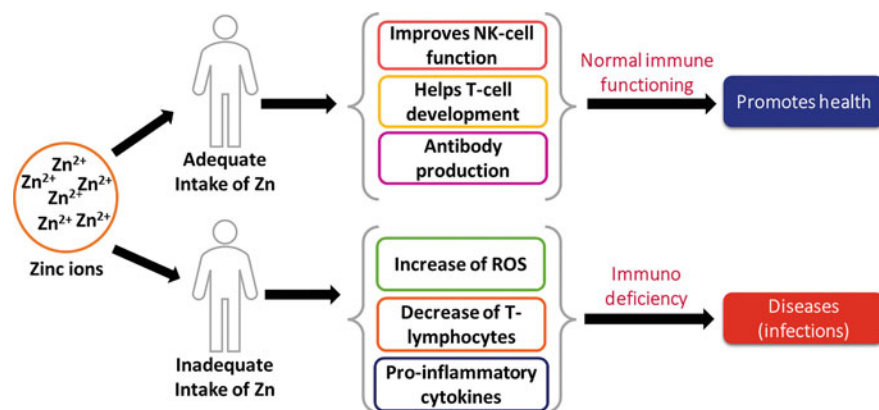 Zn²⁺
Zn²⁺ Zn²⁺
Zn²⁺
Zn²⁺ Zn²⁺
Zinc ions
Adequate
Intake of Zn
Improves NK-cell
function
Helps T-cell
development
Antibody
production
Normal immune
functioning
Promotes health
Inadequate
Intake of Zn
Increase of ROS
Decrease of T-
lymphocytes
Pro-inflammatory
cytokines
Immuno
deficiency
Diseases
(infections)